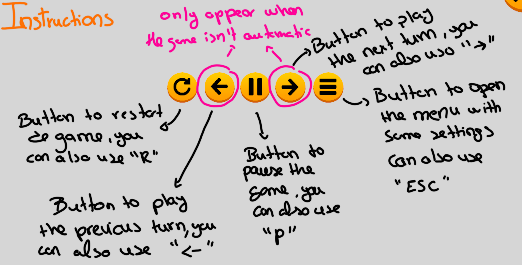 Instructions
only appear when
the game isn't automatic
Button to play
the next turn, you
can also use "→"
Button to restat
ze game, you
can also use "R"
Button to play
the previous turn, you
can also use "<-"
Button to
pause the
game, you
can also use
"p"
Button to open
the menu with
some settings
can also use
"ESC"